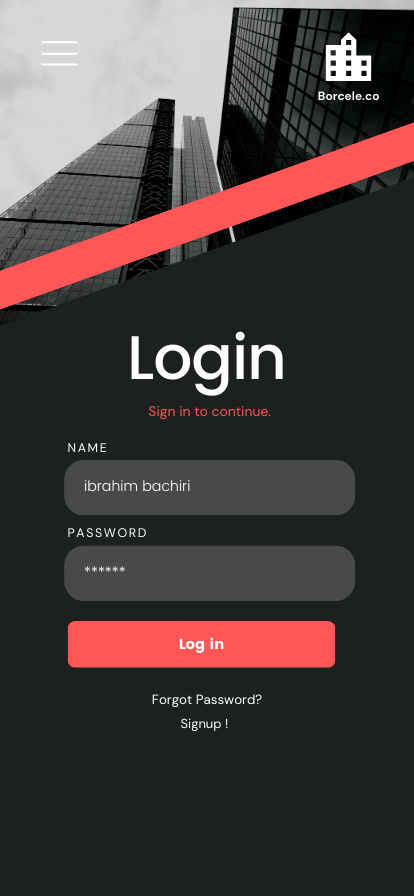 Borcele.co
Login
Sign in to continue.
NAME
ibrahim bachiri
PASSWORD
******
Log in
Forgot Password?
Signup !